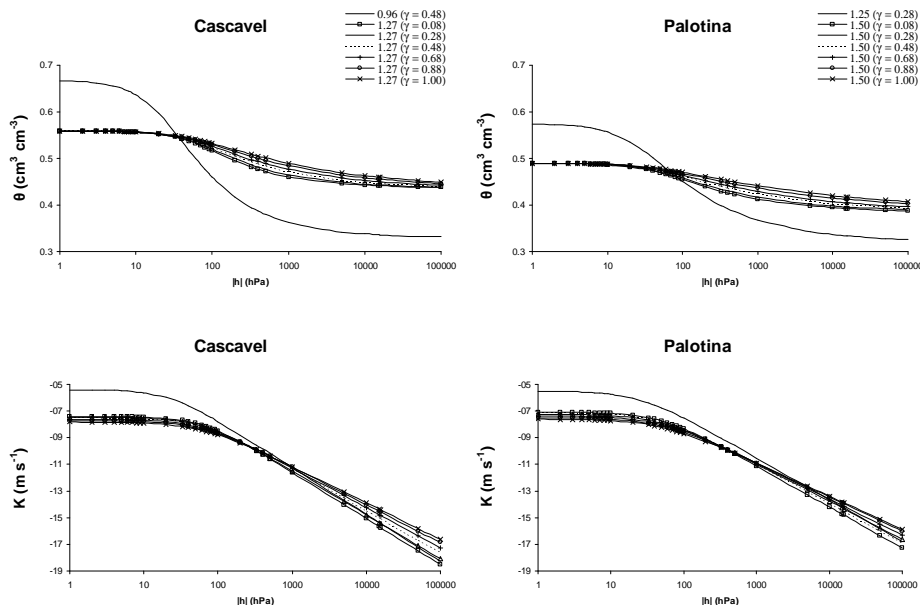 Cascavel
0.96 (γ = 0.48)
1.27 (γ = 0.08)
1.27 (γ = 0.28)
1.27 (γ = 0.48)
1.27 (γ = 0.68)
1.27 (γ = 0.88)
1.27 (γ = 1.00)
0.7
0.6
0.5
0.4
0.3
θ (cm³ cm⁻³)
1 10 100 1000 10000 100000
|h| (hPa)
Palotina
1.25 (γ = 0.28)
1.50 (γ = 0.08)
1.50 (γ = 0.28)
1.50 (γ = 0.48)
1.50 (γ = 0.68)
1.50 (γ = 0.88)
1.50 (γ = 1.00)
0.7
0.6
0.5
0.4
0.3
θ (cm³ cm⁻³)
1 10 100 1000 10000 100000
|h| (hPa)
Cascavel
-05
-07
-09
-11
-13
-15
-17
-19
K (m s⁻¹)
1 10 100 1000 10000 100000
|h| (hPa)
Palotina
-05
-07
-09
-11
-13
-15
-17
-19
K (m s⁻¹)
1 10 100 1000 10000 100000
|h| (hPa)